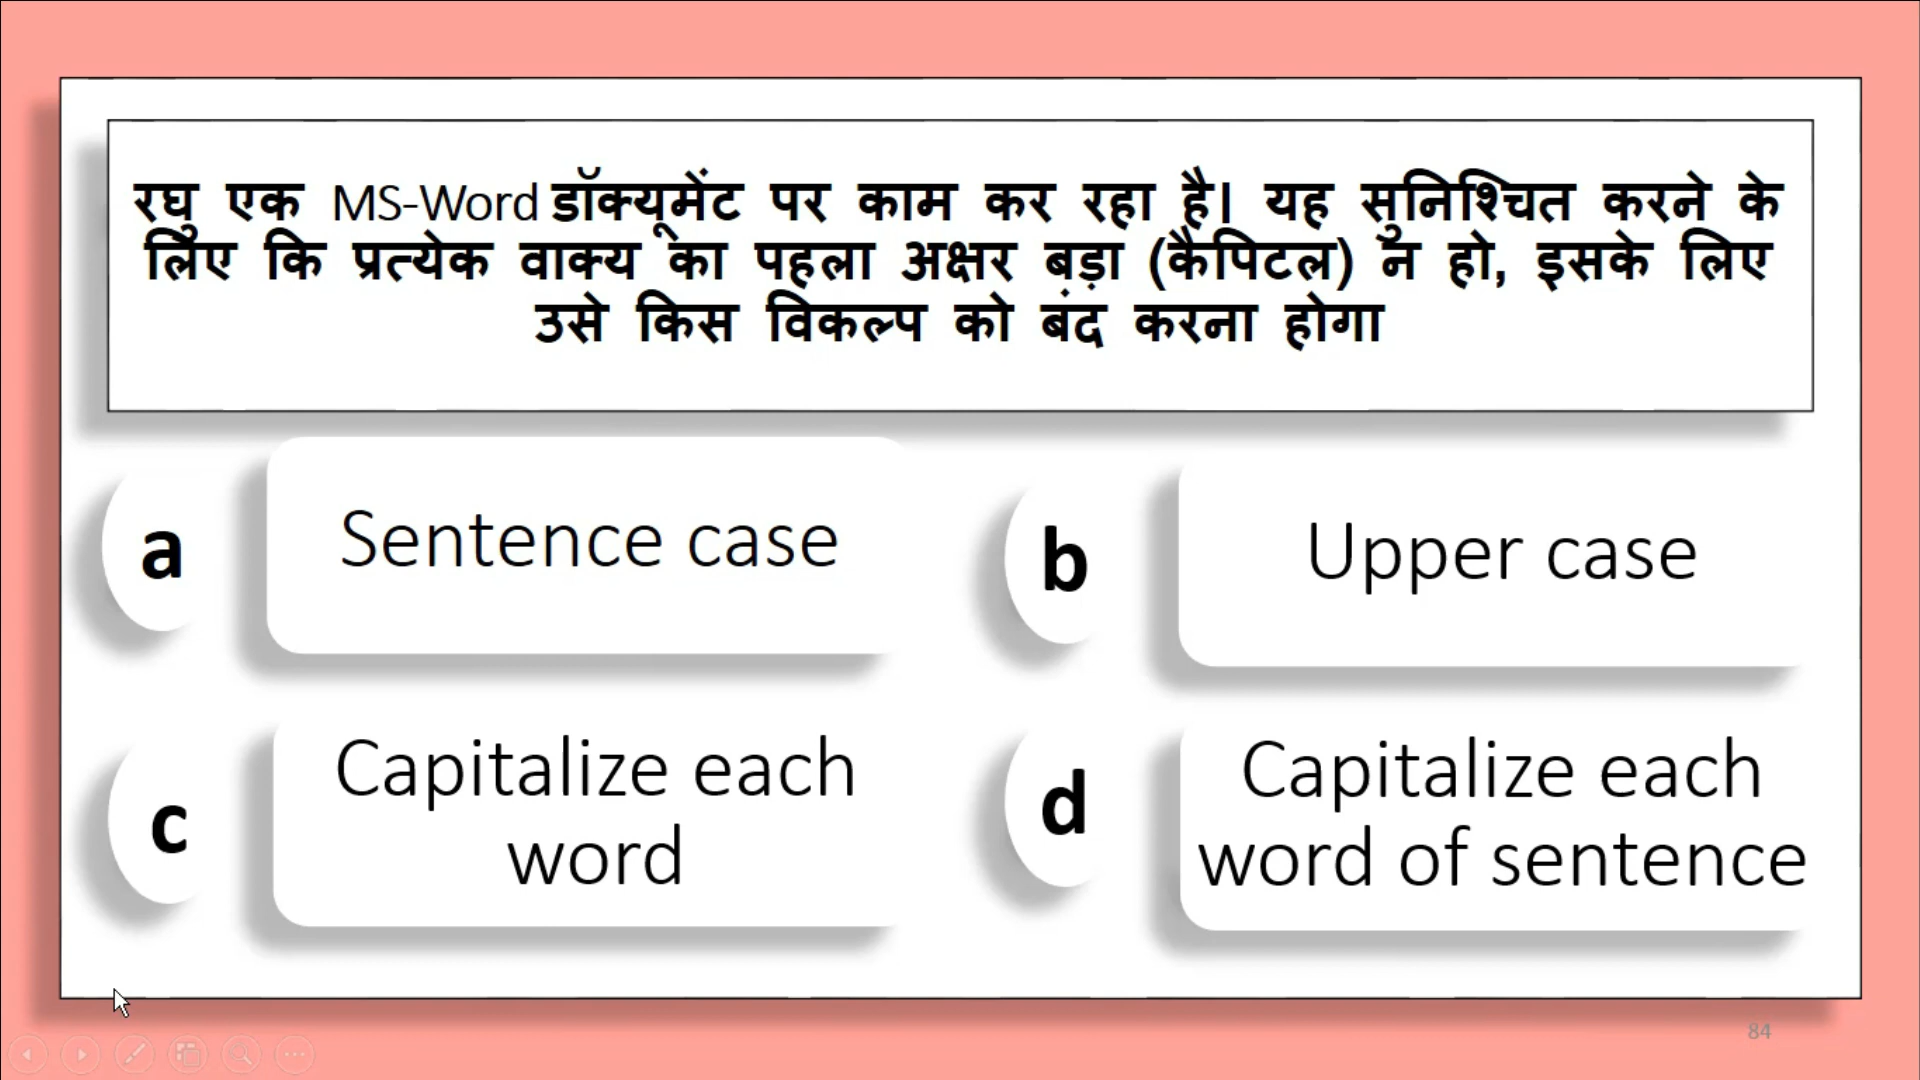 रघु एक MS-Word डॉक्यूमेंट पर काम कर रहा है। यह सुनिश्चित करने के
लिए कि प्रत्येक वाक्य का पहला अक्षर बड़ा (कैपिटल) न हो, इसके लिए
उसे किस विकल्प को बंद करना होगा
a Sentence case
b Upper case
c Capitalize each
word
d Capitalize each
word of sentence
84